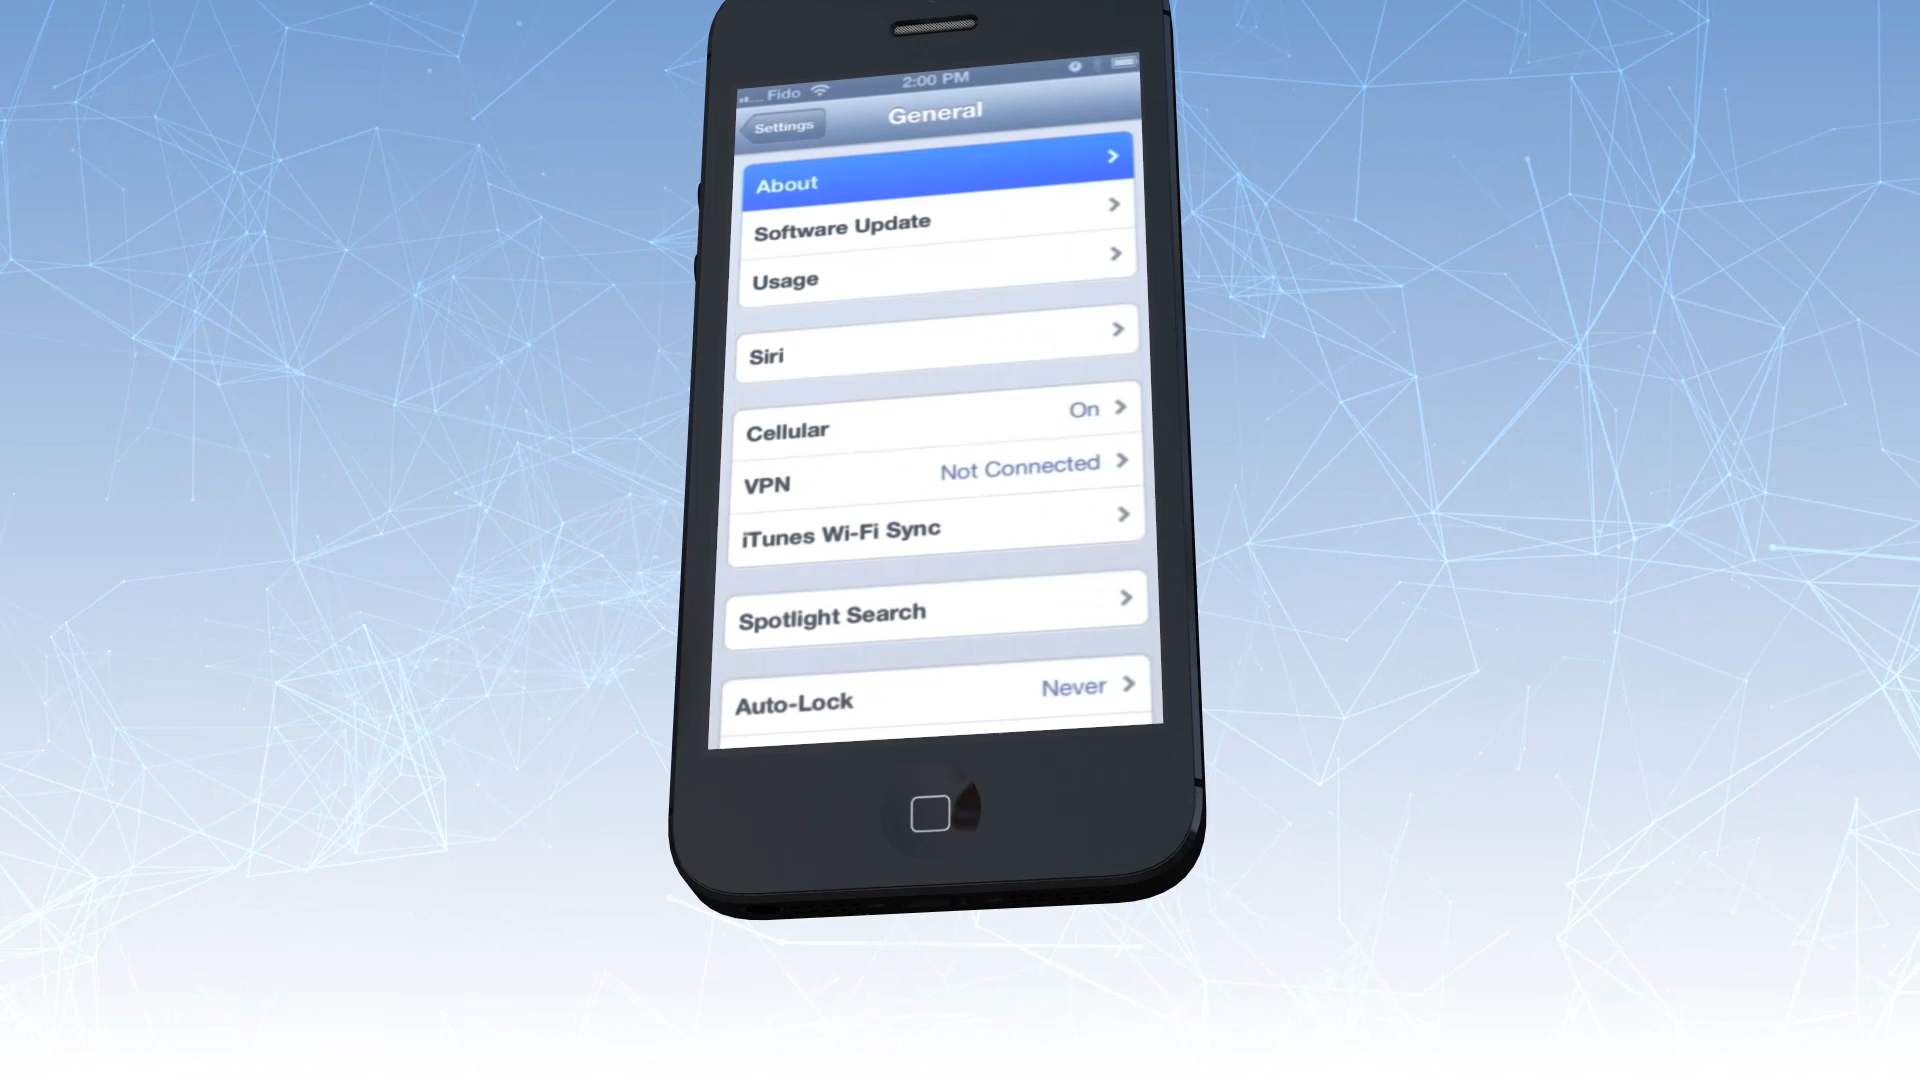 Fido 2:00 PM
Settings General
About
Software Update
Usage
Siri
Cellular On
VPN Not Connected
iTunes Wi-Fi Sync
Spotlight Search
Auto-Lock Never